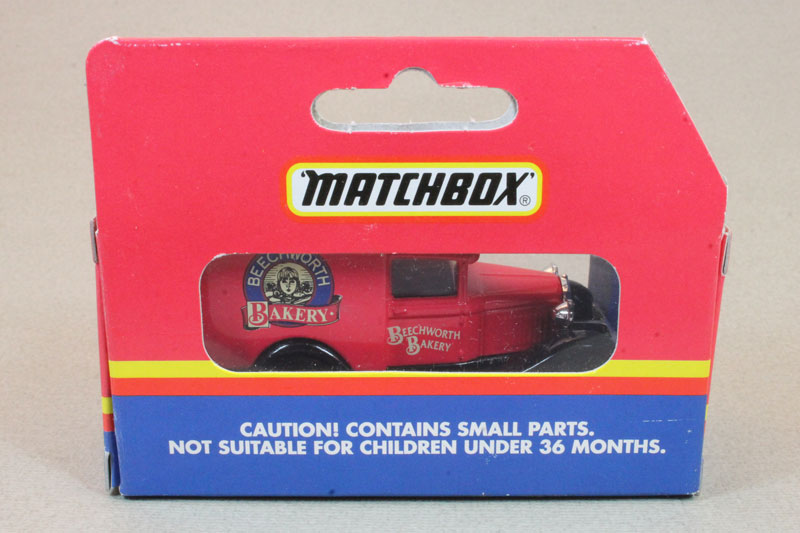 'MATCHBOX'®
BEECHWORTH
BAKERY
BEECHWORTH
BAKERY
CAUTION! CONTAINS SMALL PARTS.
NOT SUITABLE FOR CHILDREN UNDER 36 MONTHS.